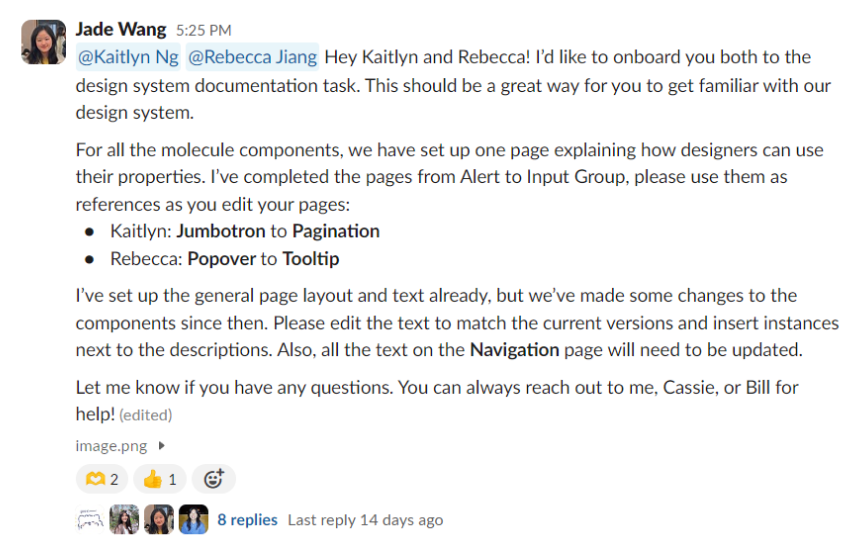 Jade Wang 5:25 PM
@Kaitlyn Ng @Rebecca Jiang Hey Kaitlyn and Rebecca! I’d like to onboard you both to the
design system documentation task. This should be a great way for you to get familiar with our
design system.
For all the molecule components, we have set up one page explaining how designers can use
their properties. I’ve completed the pages from Alert to Input Group, please use them as
references as you edit your pages:
● Kaitlyn: Jumbotron to Pagination
● Rebecca: Popover to Tooltip
I’ve set up the general page layout and text already, but we’ve made some changes to the
components since then. Please edit the text to match the current versions and insert instances
next to the descriptions. Also, all the text on the Navigation page will need to be updated.
Let me know if you have any questions. You can always reach out to me, Cassie, or Bill for
help! (edited)
image.png
2 1
8 replies Last reply 14 days ago